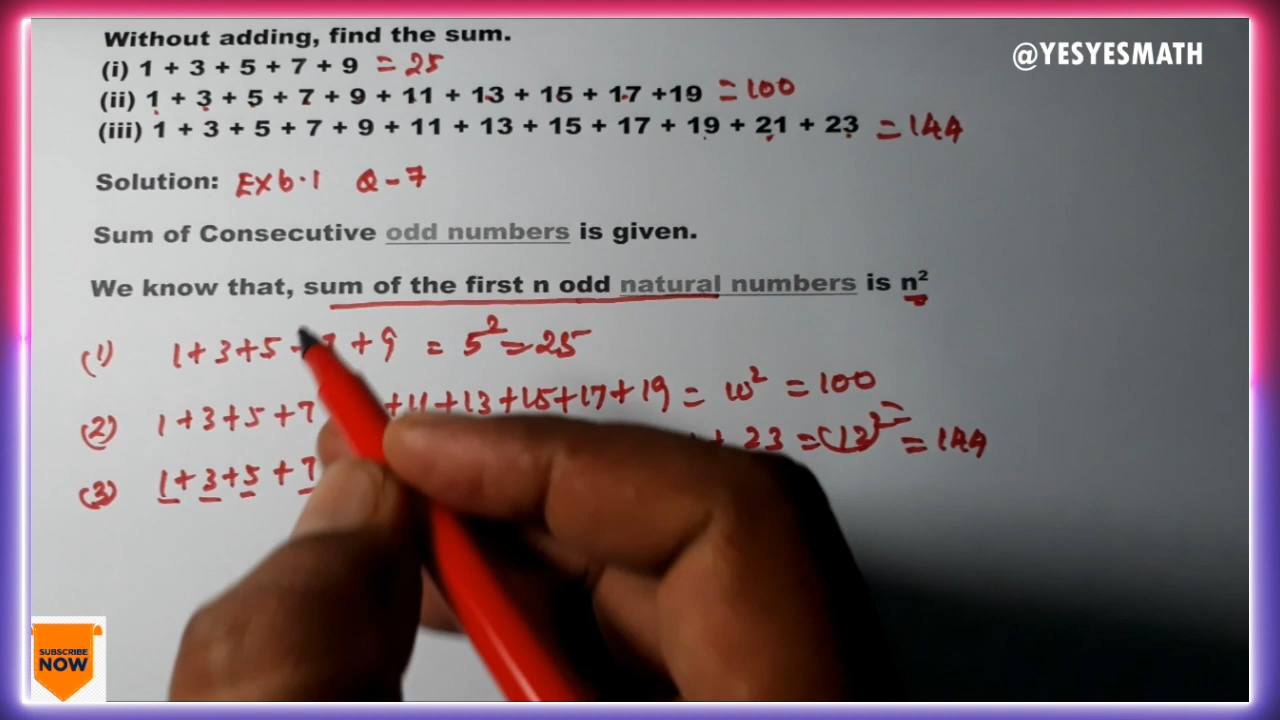 Without adding, find the sum.
@YESYESMATH
(i) 1 + 3 + 5 + 7 + 9 = 25
(ii) 1 + 3 + 5 + 7 + 9 + 11 + 13 + 15 + 17 +19 = 100
(iii) 1 + 3 + 5 + 7 + 9 + 11 + 13 + 15 + 17 + 19 + 21 + 23 = 144
Solution: EX 6.1 Q-7
Sum of Consecutive odd numbers is given.
We know that, sum of the first n odd natural numbers is n²
(1) 1+3+5+ + 9 = 5² = 25
(2) 1+3+5+7 +11+13+15+17+19 = 10² = 100
(3) 1+3+5+7 + 23 = (12)² = 144
SUBSCRIBE
NOW